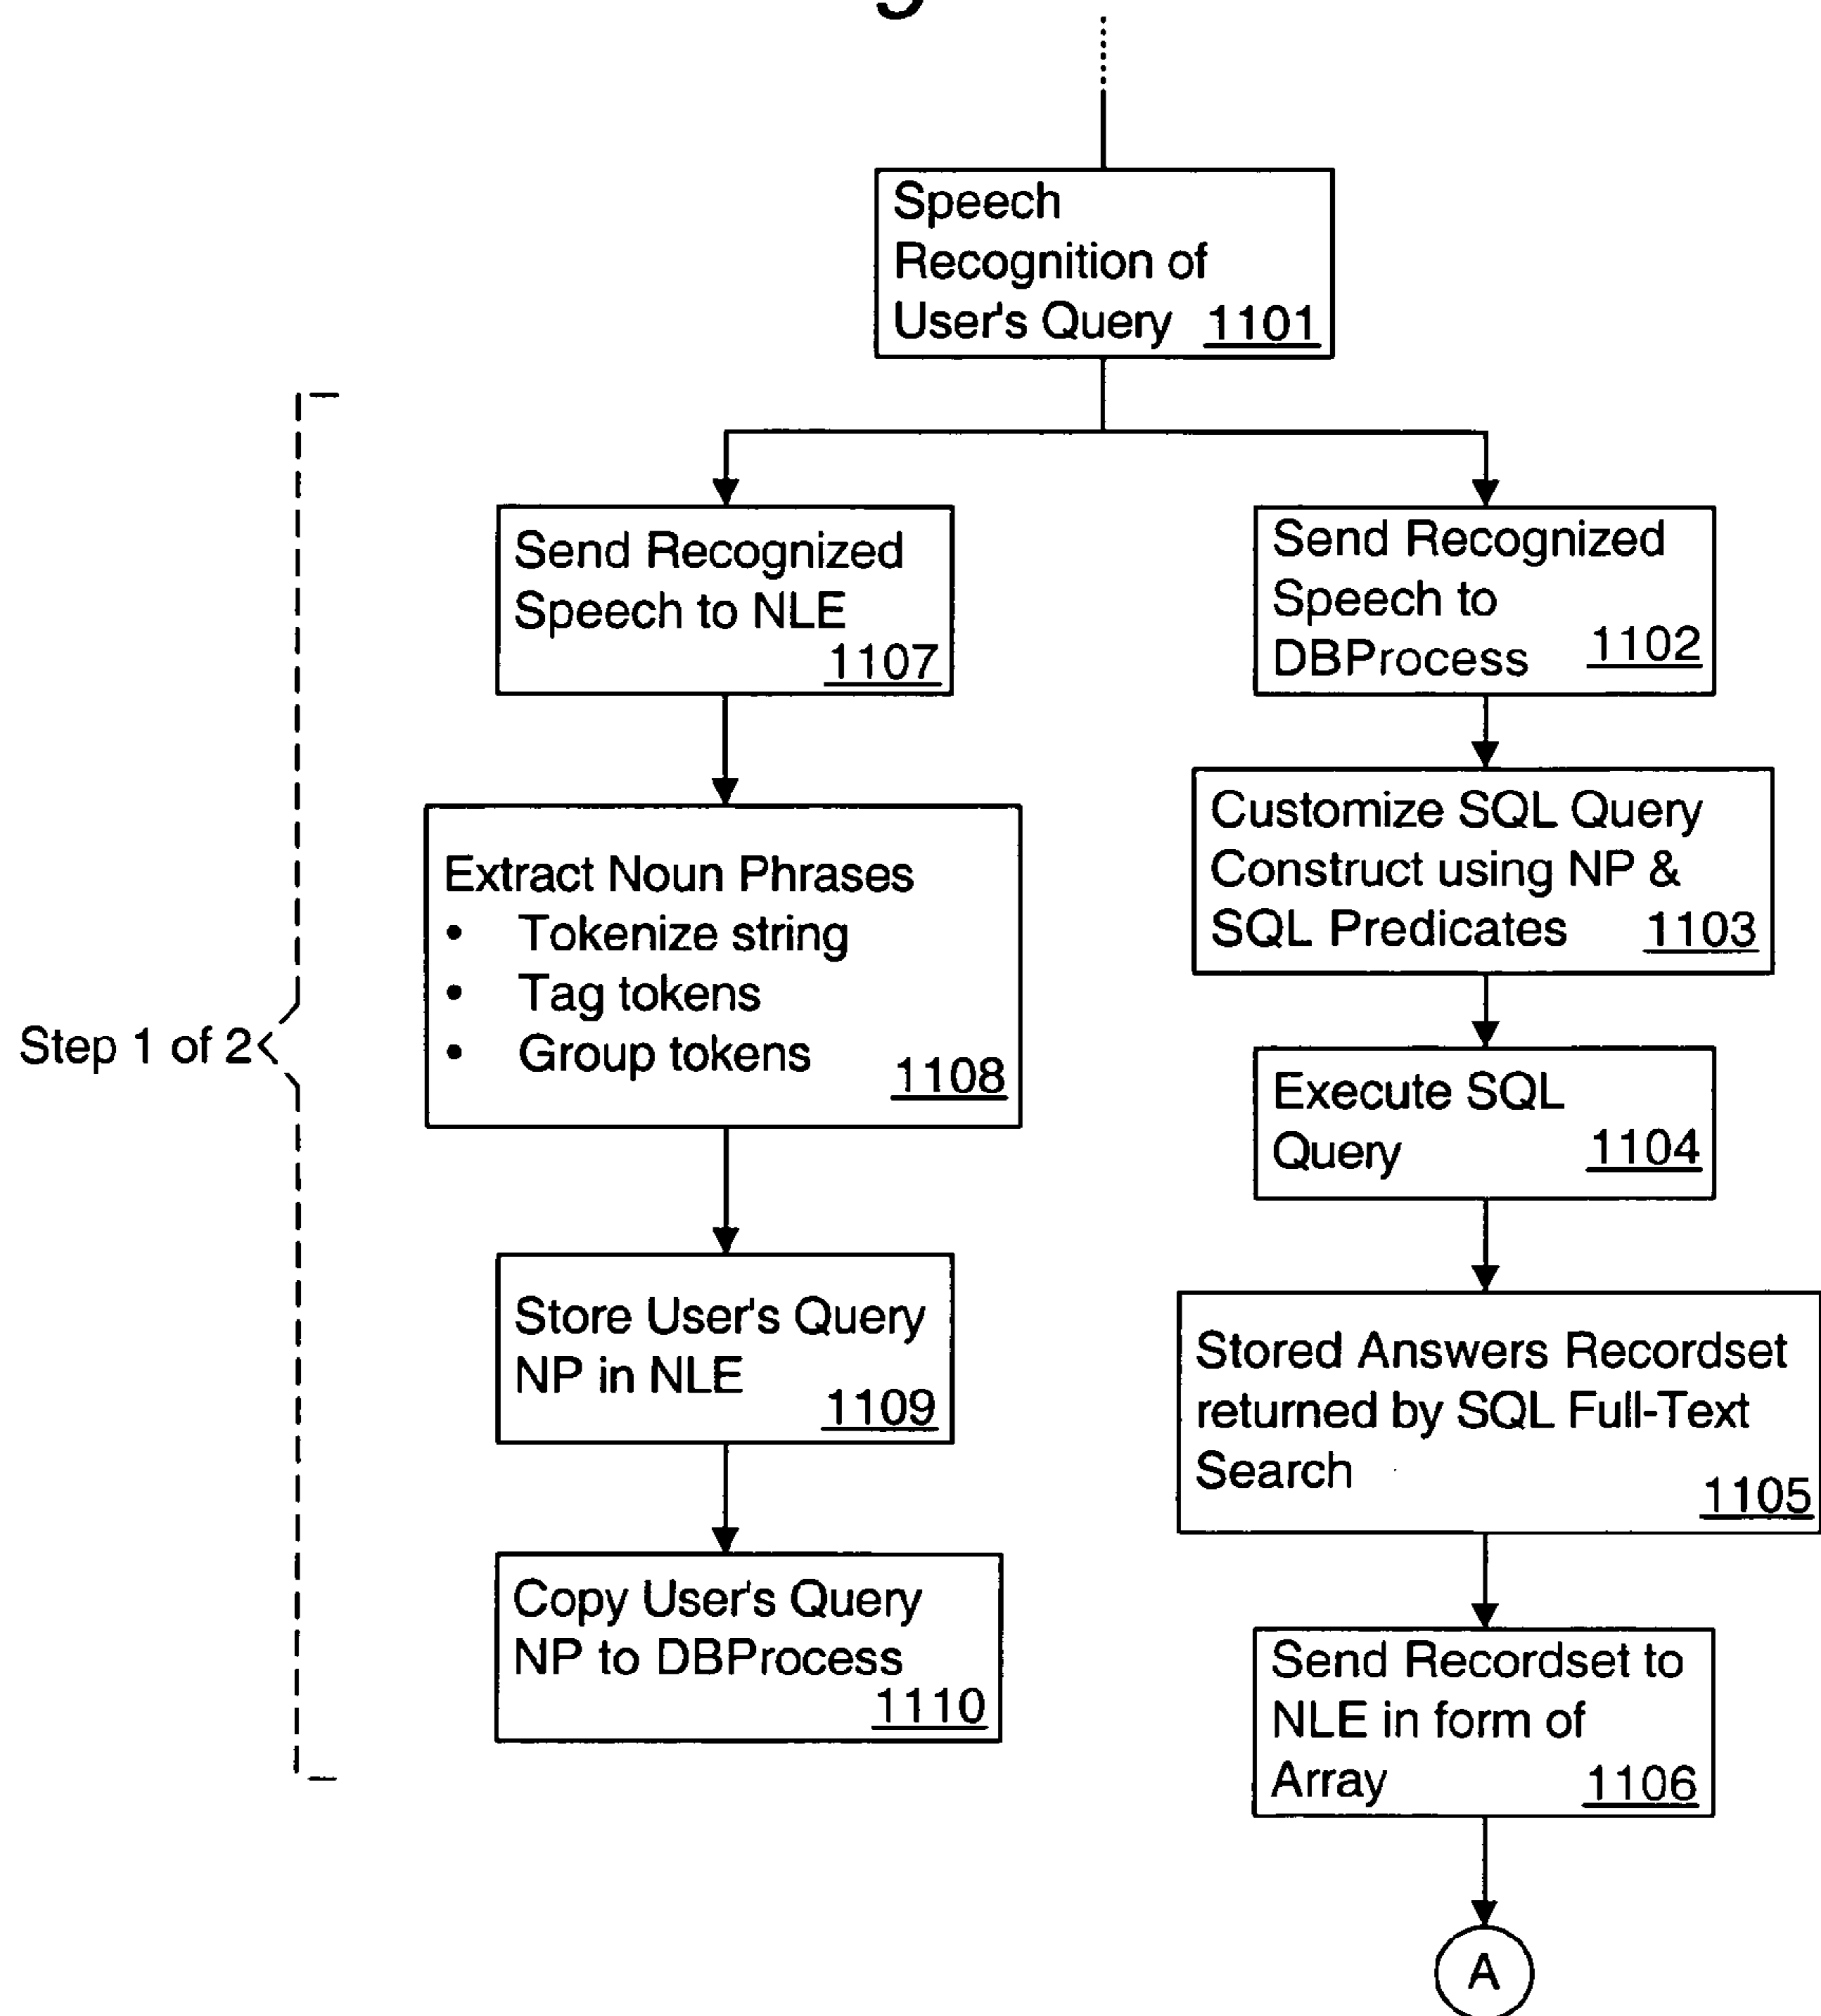 Speech
Recognition of
User's Query 1101
Send Recognized
Speech to NLE
1107
Send Recognized
Speech to
DBProcess 1102
Extract Noun Phrases
• Tokenize string
• Tag tokens
• Group tokens
1108
Customize SQL Query
Construct using NP &
SQL Predicates 1103
Step 1 of 2
Execute SQL
Query 1104
Store User's Query
NP in NLE
1109
Stored Answers Recordset
returned by SQL Full-Text
Search
1105
Copy User's Query
NP to DBProcess
1110
Send Recordset to
NLE in form of
Array 1106
A